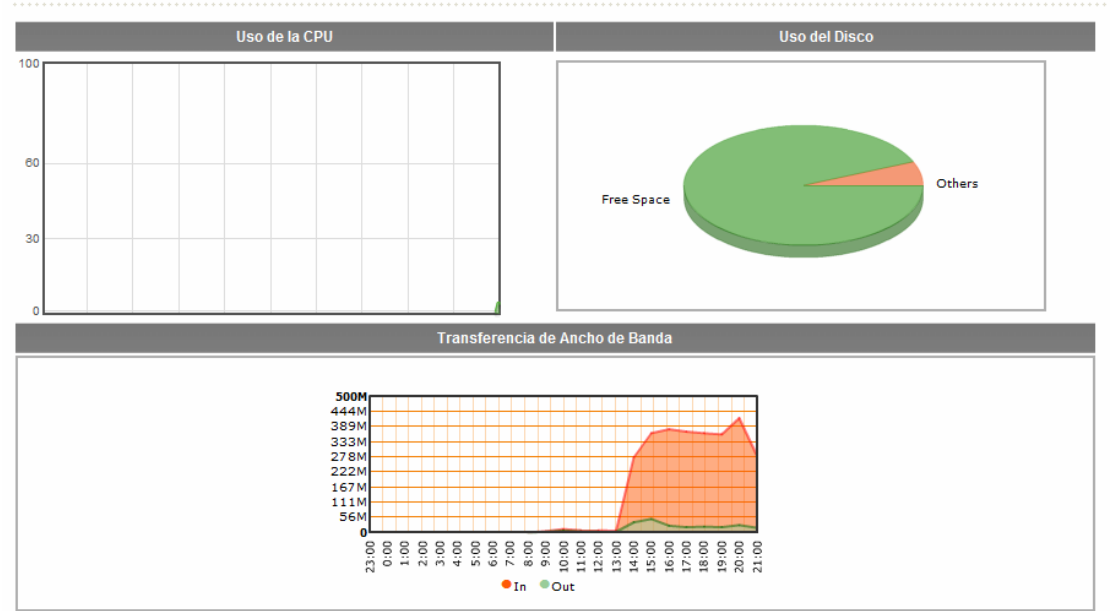 Uso de la CPU
Uso del Disco
100
60
30
0
Free Space
Others
Transferencia de Ancho de Banda
500M
444M
389M
333M
278M
222M
167M
111M
56M
0
23:00 0:00 1:00 2:00 3:00 4:00 5:00 6:00 7:00 8:00 9:00 10:00 11:00 12:00 13:00 14:00 15:00 16:00 17:00 18:00 19:00 20:00 21:00
In Out